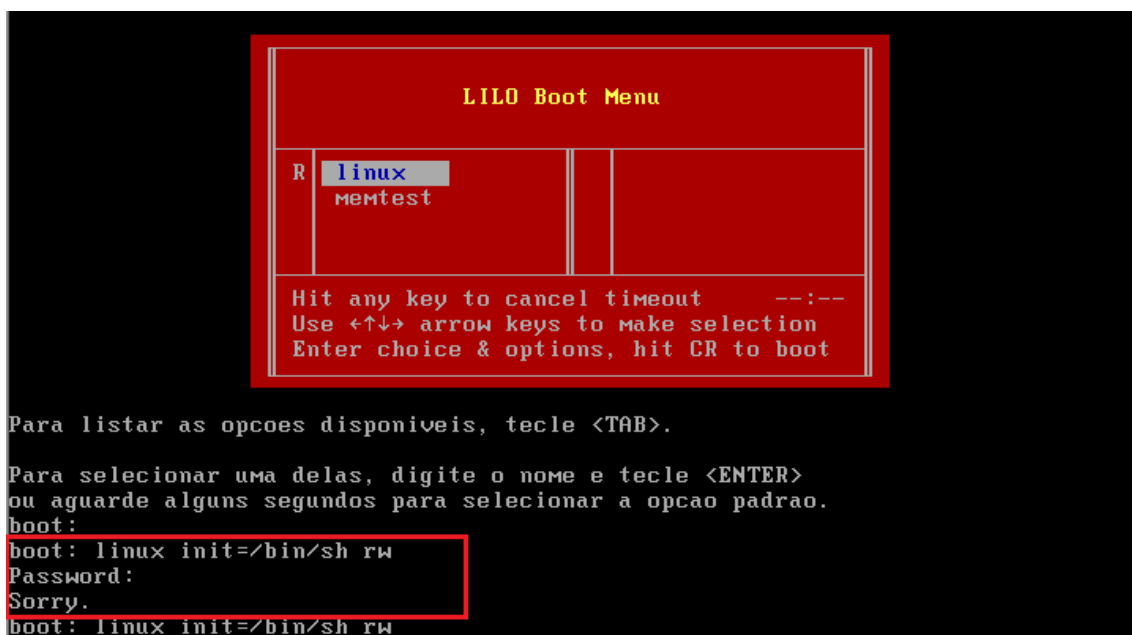 LILO Boot Menu
R linux
memtest
Hit any key to cancel timeout --:--
Use ←↑↓→ arrow keys to make selection
Enter choice & options, hit CR to boot
Para listar as opcoes disponiveis, tecle <TAB>.
Para selecionar uma delas, digite o nome e tecle <ENTER>
ou aguarde alguns segundos para selecionar a opcao padrao.
boot:
boot: linux init=/bin/sh rw
Password:
Sorry.
boot: linux init=/bin/sh rw